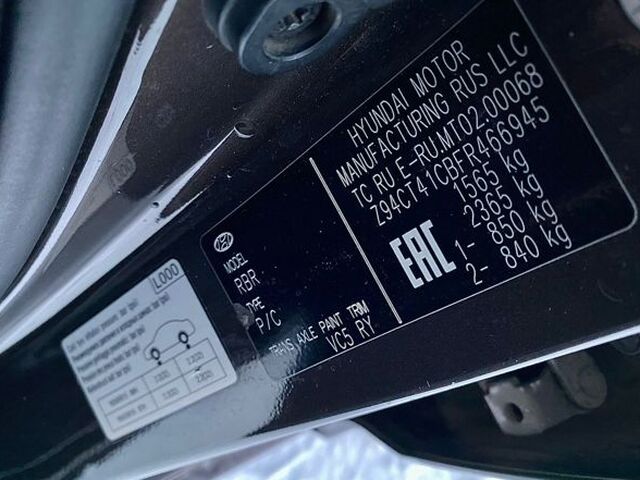 HYUNDAI MOTOR
MANUFACTURING RUS LLC
TC RU E-RU.MT02.00068
Z94CT41CBFR466945
1565 kg
2365 kg
1- 850 kg
2- 840 kg
EAC
MODEL
RBR
TYPE
P/C
TRANS AXLE PAINT TRIM
VC5 RY
L000